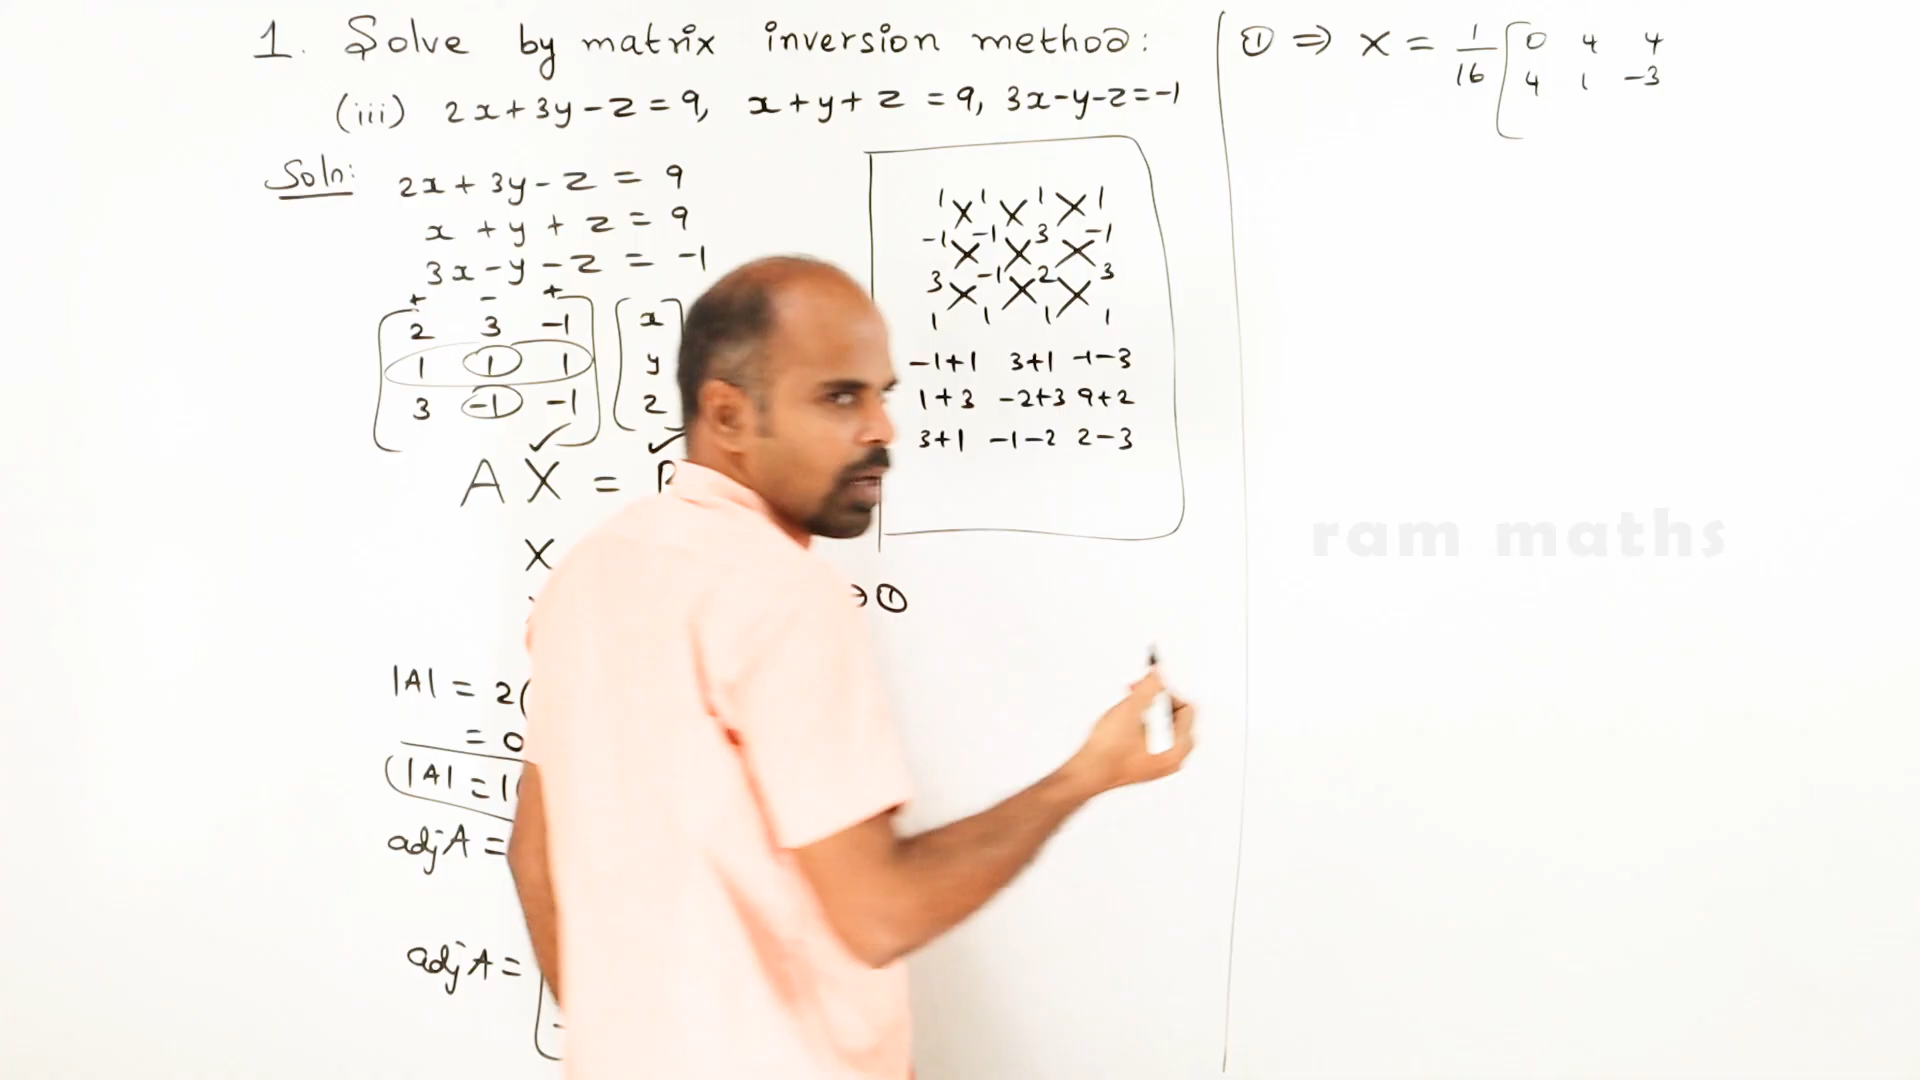 1. Solve by matrix inversion method:
(iii) 2x+3y-z=9, x+y+z=9, 3x-y-z=-1
Soln: 2x+3y-z = 9
x+y+z = 9
3x-y-z = -1
+ - +
2 3 -1 x
1 1 1 y
3 -1 -1 z
A X =
X
→ ①
|A| = 2(
= 0
|A| = 1
adj A =
adj A =
1 1 1 1
-1 -1 3 -1
3 -1 2 3
1 1 1 1
-1+1 3+1 -1-3
1+3 -2+3 9+2
3+1 -1-2 2-3
① ⇒ X = 1/16 [ 0 4 4
4 1 -3
ram maths